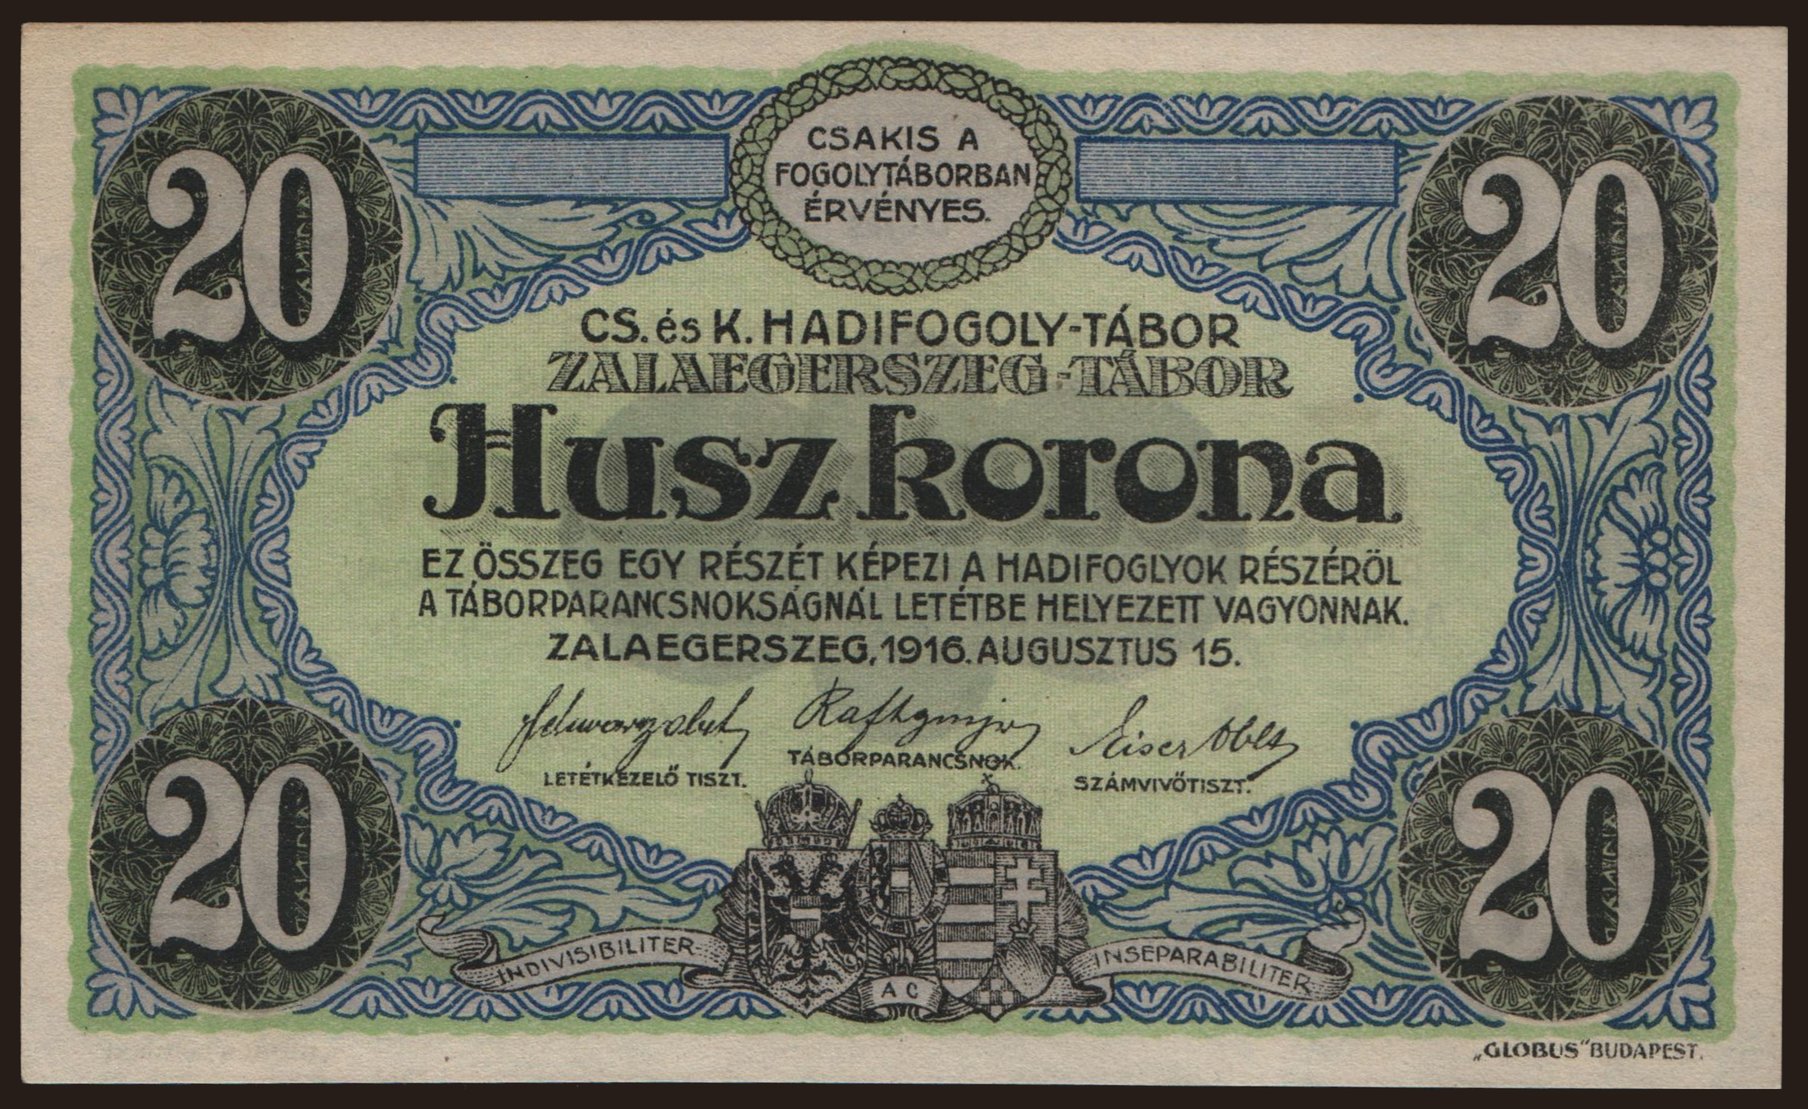 20
20
CSAKIS A
FOGOLYTÁBORBAN
ÉRVÉNYES.
CS. és K. HADIFOGOLY-TÁBOR
ZALAEGERSZEG-TÁBOR
Husz korona
EZ ÖSSZEG EGY RÉSZÉT KÉPEZI A HADIFOGLYOK RÉSZÉRÖL
A TÁBORPARANCSNOKSÁGNÁL LETÉTBE HELYEZETT VAGYONNAK.
ZALAEGERSZEG, 1916. AUGUSZTUS 15.
LETÉTKEZELŐ TISZT.
TÁBORPARANCSNOK.
SZÁMVIVŐTISZT.
20
20
INDIVISIBILITER
AC
INSEPARABILITER
„GLOBUS" BUDAPEST.